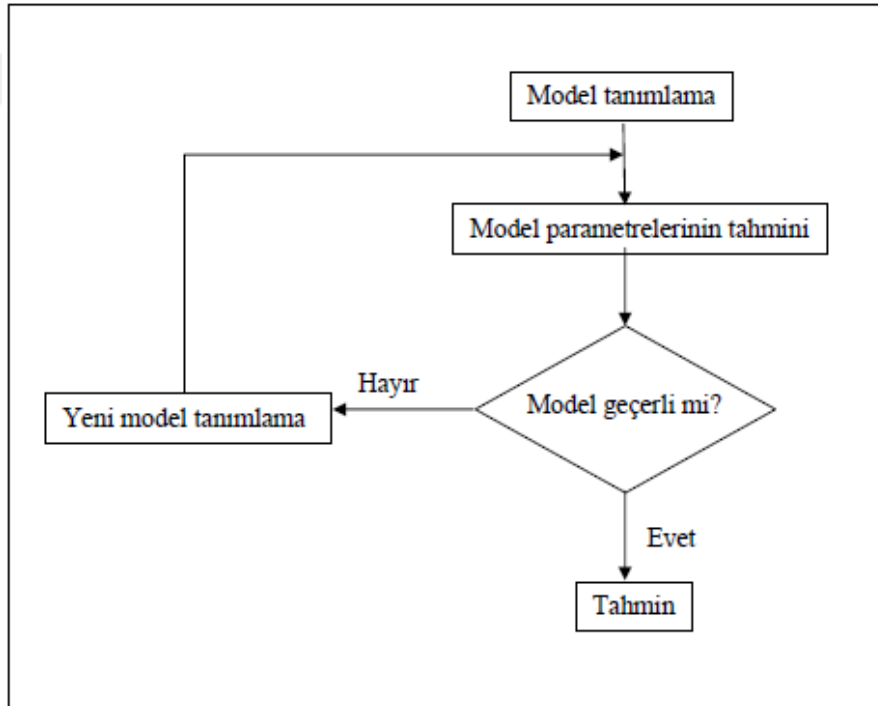 Model tanımlama
Model parametrelerinin tahmini
Hayır
Model geçerli mi?
Yeni model tanımlama
Evet
Tahmin